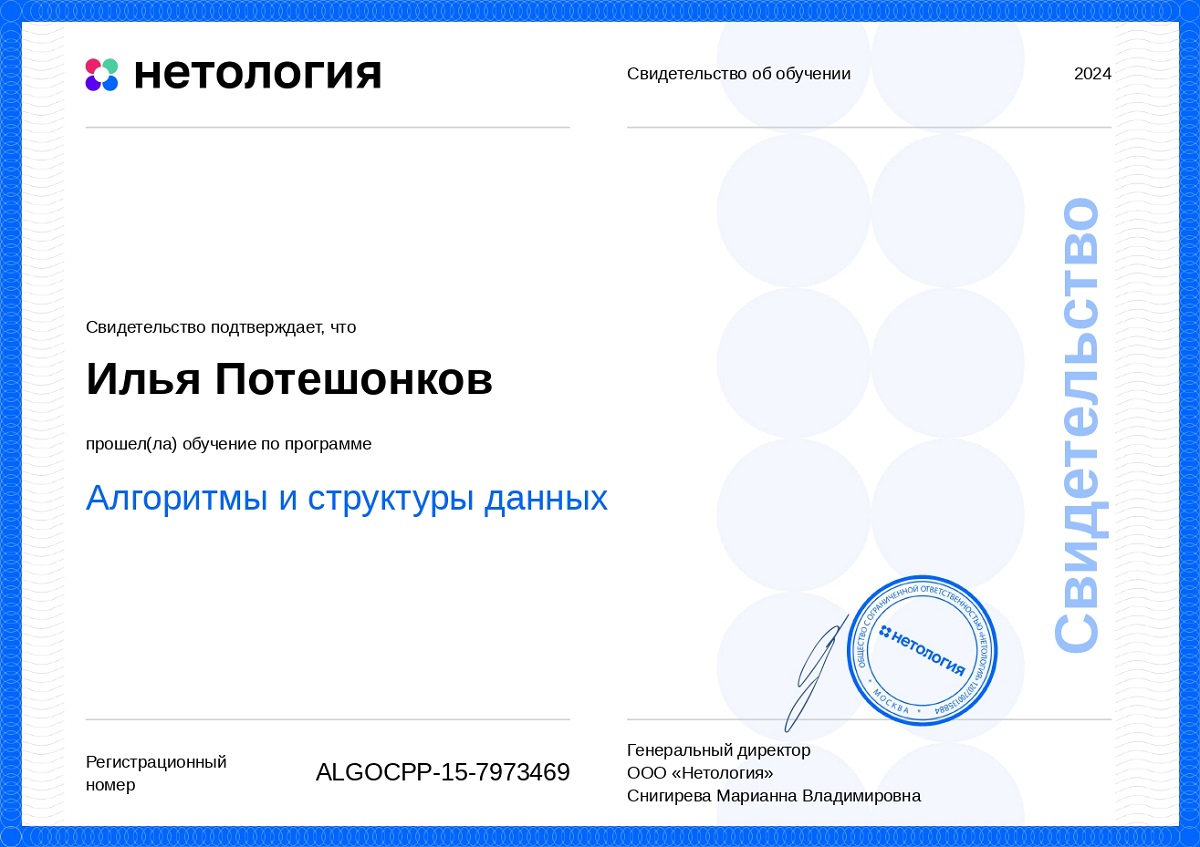 нетология
Свидетельство об обучении
2024
Свидетельство подтверждает, что
Илья Потешонков
прошел(ла) обучение по программе
Алгоритмы и структуры данных
Свидетельство
ОБЩЕСТВО С ОГРАНИЧЕННОЙ ОТВЕТСТВЕННОСТЬЮ «НЕТОЛОГИЯ»
* МОСКВА *
нетология
Регистрационный
номер
ALGOCPP-15-7973469
Генеральный директор
ООО «Нетология»
Снигирева Марианна Владимировна